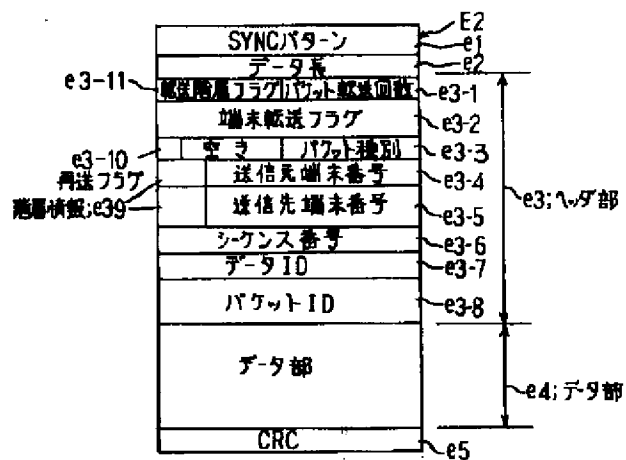 E2
SYNCパターン e1
データ長 e2
e3-11 転送階層フラグ パケット転送回数 e3-1
端末転送フラグ e3-2
e3-10 再送フラグ 空き パケット種別 e3-3
階層情報;e39 送信先端末番号 e3-4
送信先端末番号 e3-5
シーケンス番号 e3-6
データID e3-7
パケットID e3-8
e3;ヘッダ部
データ部
e4;データ部
CRC e5